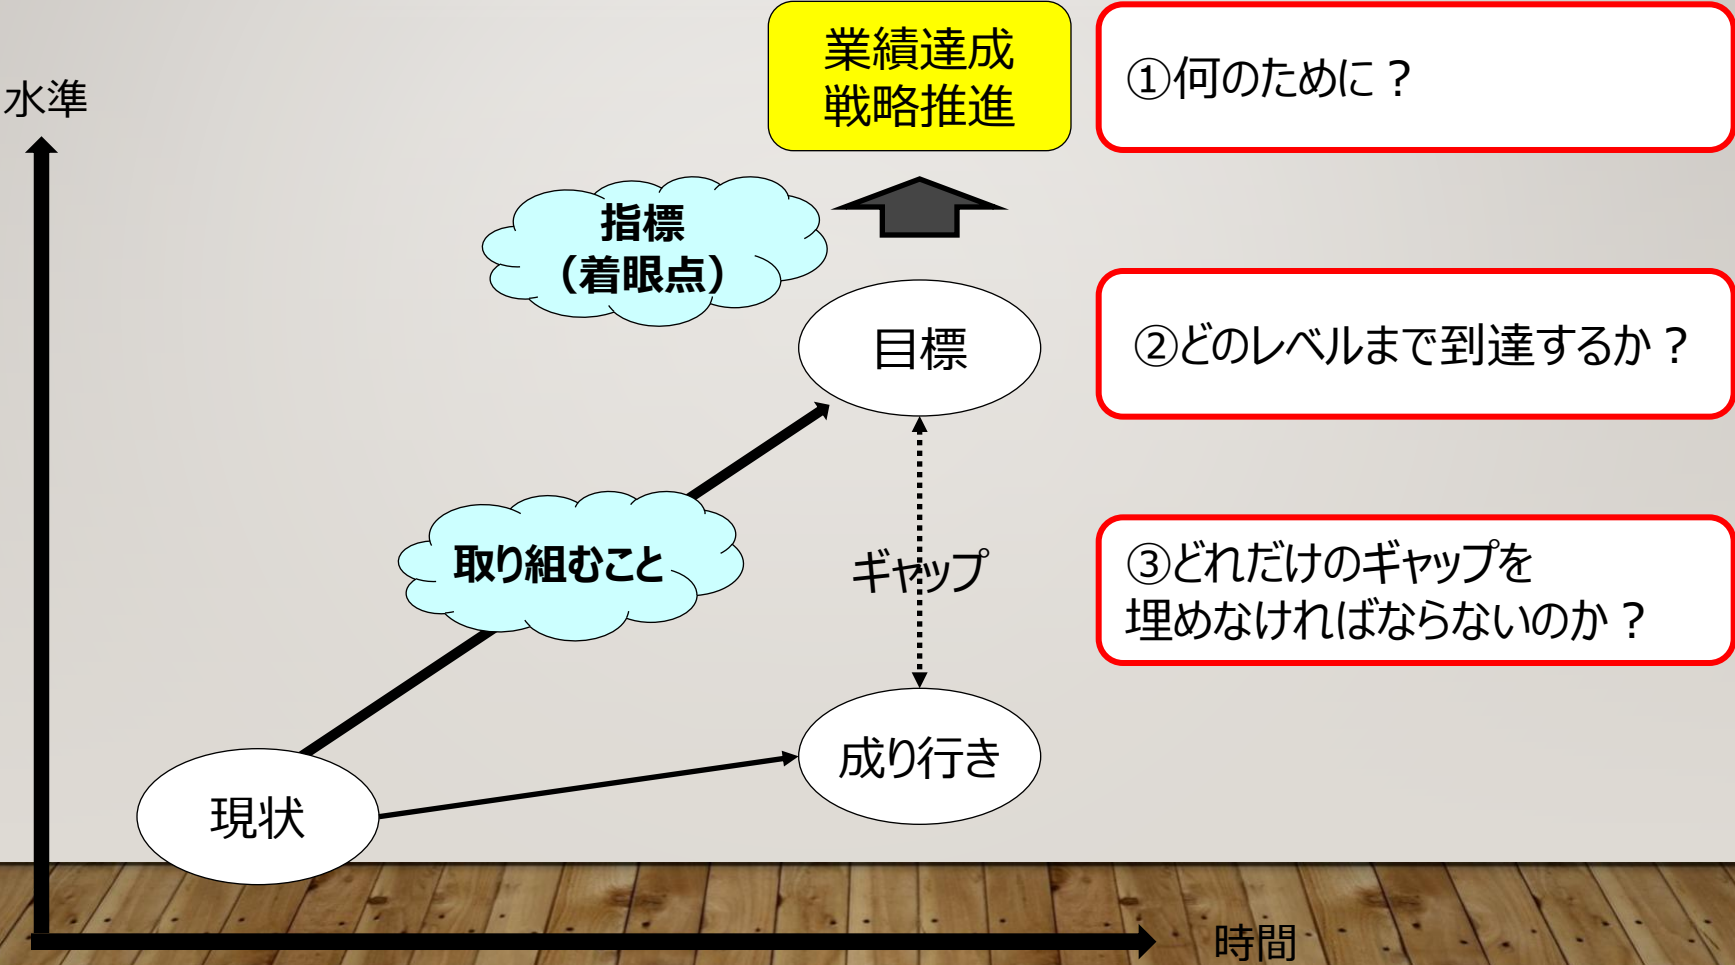 業績達成
戦略推進
①何のために？
水準
指標
（着眼点）
目標
②どのレベルまで到達するか？
取り組むこと
ギャップ
③どれだけのギャップを
埋めなければならないのか？
成り行き
現状
時間